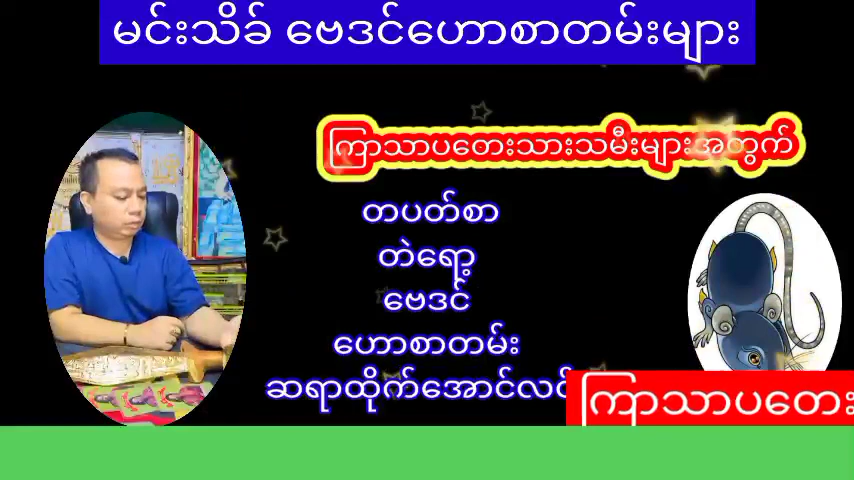 မင်းသိခ် ဗေဒင်ဟောစာတမ်းများ
ကြာသာပတေးသားသမီးများအတွက်
တပတ်စာ
တဲရော့
ဗေဒင်
ဟောစာတမ်း
ဆရာထိုက်အောင်လင်း
ကြာသာပတေး